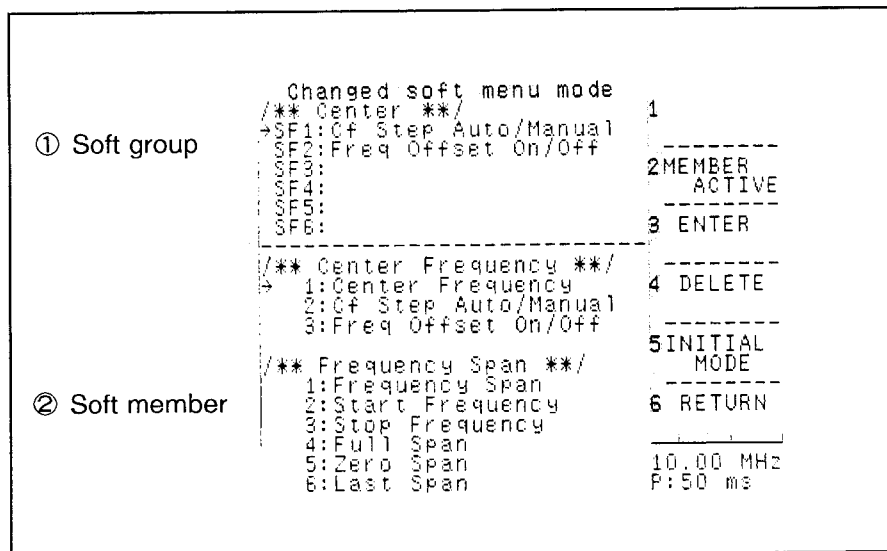 Changed soft menu mode
① Soft group
/** Center **/
→SF1:Cf Step Auto/Manual
SF2:Freq Offset On/Off
SF3:
SF4:
SF5:
SF6:
② Soft member
/** Center Frequency **/
→ 1:Center Frequency
2:Cf Step Auto/Manual
3:Freq Offset On/Off
/** Frequency Span **/
1:Frequency Span
2:Start Frequency
3:Stop Frequency
4:Full Span
5:Zero Span
6:Last Span
1
2MEMBER
ACTIVE
3 ENTER
4 DELETE
5INITIAL
MODE
6 RETURN
10.00 MHz
P:50 ms